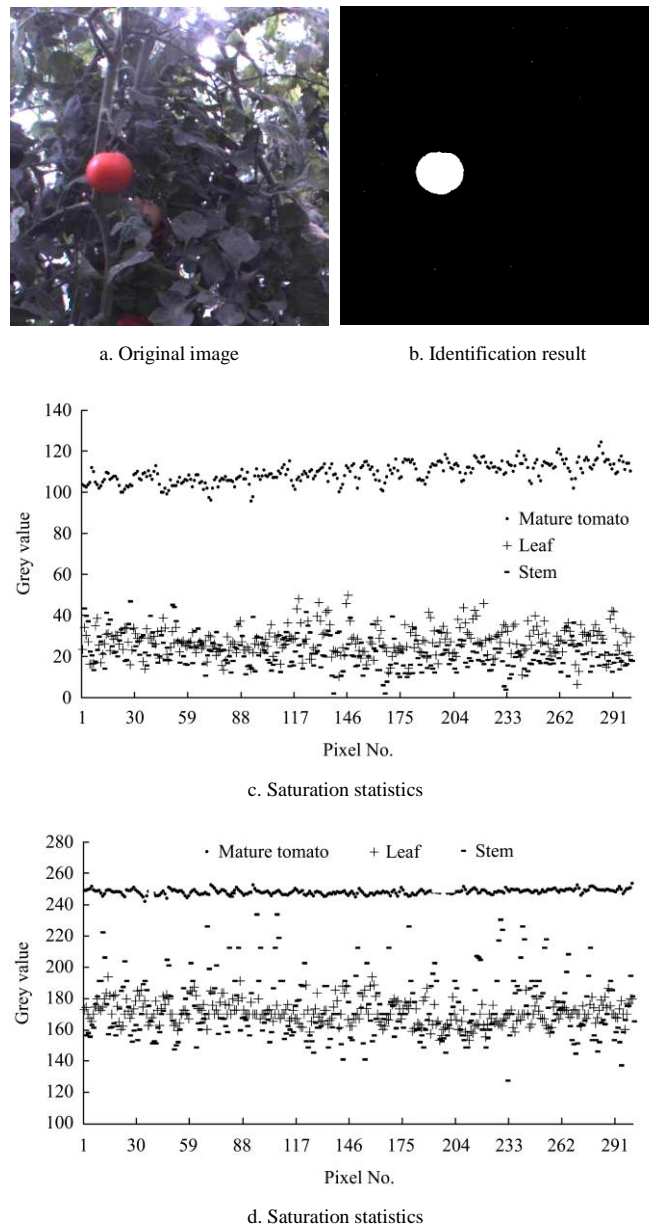 a. Original image
b. Identification result
140
120
100
80
60
40
20
0
Grey value
Mature tomato
Leaf
Stem
1 30 59 88 117 146 175 204 233 262 291
Pixel No.
c. Saturation statistics
280
260
240
220
200
180
160
140
120
100
Grey value
Mature tomato Leaf Stem
1 30 59 88 117 146 175 204 233 262 291
Pixel No.
d. Saturation statistics